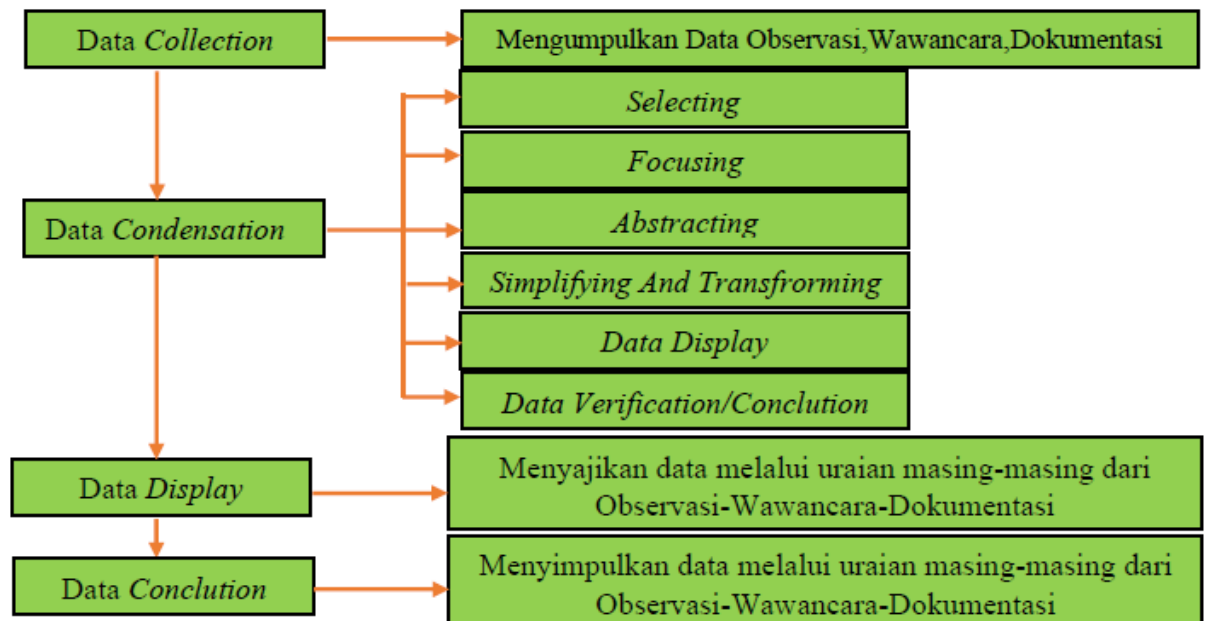 Data Collection
Mengumpulkan Data Observasi,Wawancara,Dokumentasi
Selecting
Focusing
Data Condensation
Abstracting
Simplifying And Transfrorming
Data Display
Data Verification/Conclution
Data Display
Menyajikan data melalui uraian masing-masing dari
Observasi-Wawancara-Dokumentasi
Data Conclution
Menyimpulkan data melalui uraian masing-masing dari
Observasi-Wawancara-Dokumentasi